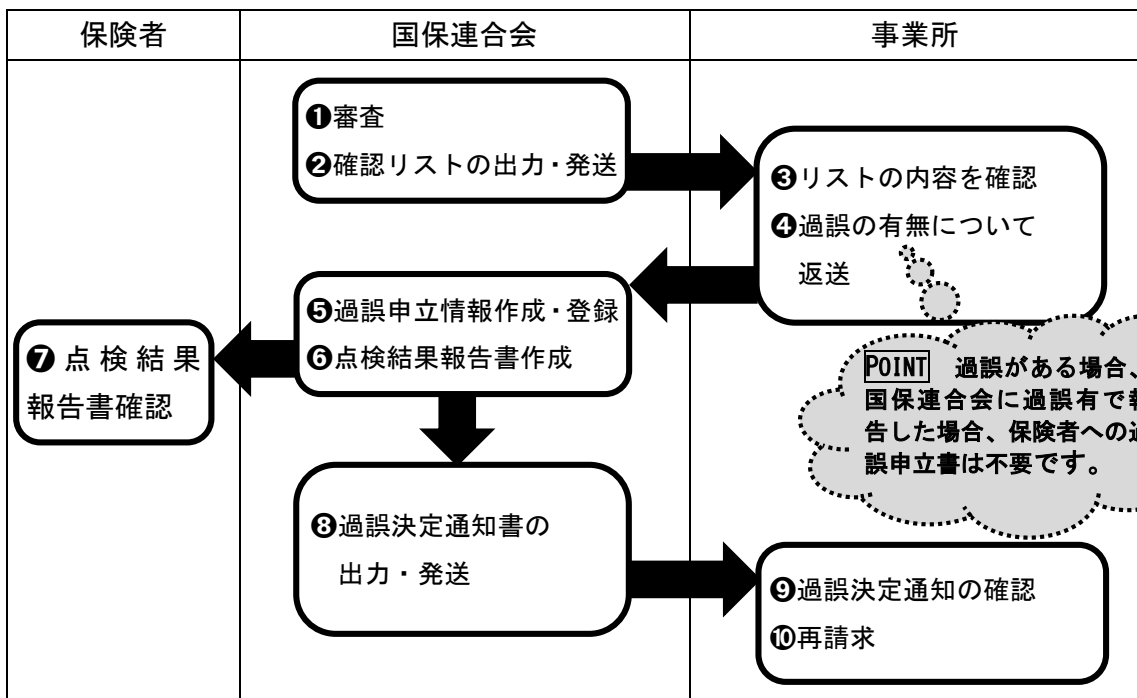 保険者
国保連合会
事業所
❶審査
❷確認リストの出力・発送
❸リストの内容を確認
❹過誤の有無について
返送
❺過誤申立情報作成・登録
❻点検結果報告書作成
❼点検結果
報告書確認
POINT 過誤がある場合、
国保連合会に過誤有で報
告した場合、保険者への過
誤申立書は不要です。
❽過誤決定通知書の
出力・発送
❾過誤決定通知の確認
❿再請求